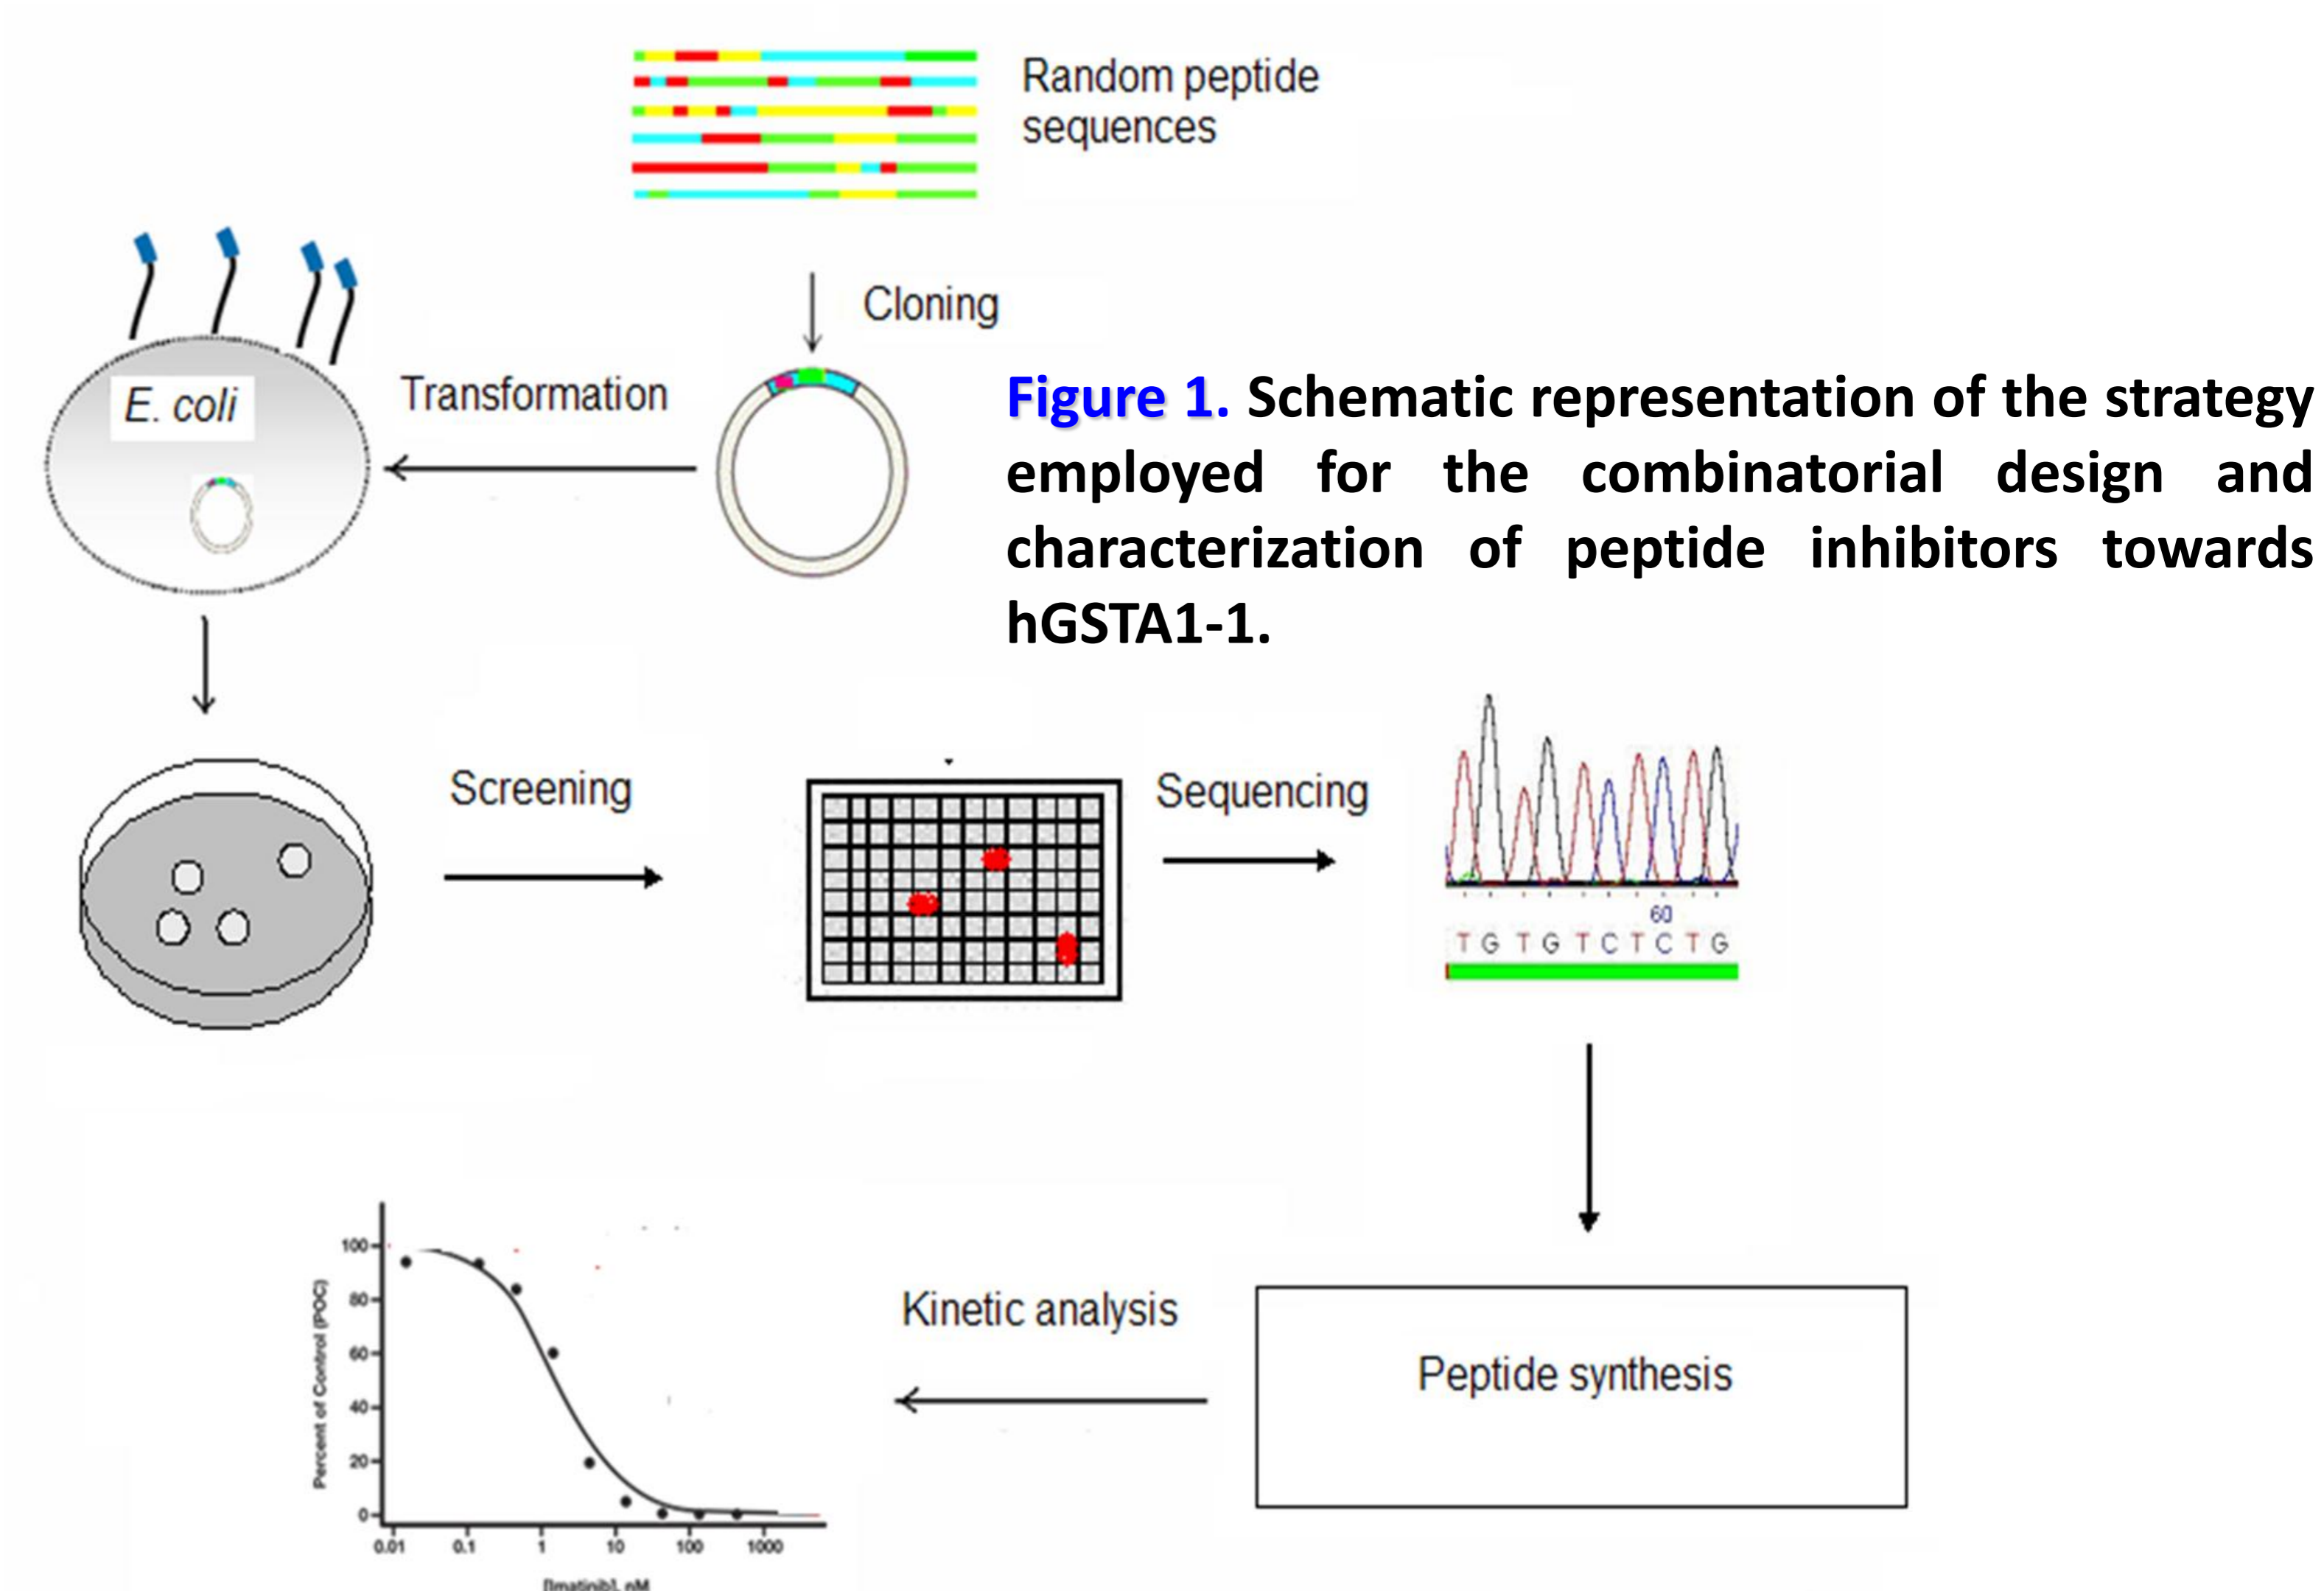 Random peptide
sequences
Cloning
Transformation
E. coli
Figure 1. Schematic representation of the strategy
employed for the combinatorial design and
characterization of peptide inhibitors towards
hGSTA1-1.
Screening
Sequencing
60
T G T G T C T C T G
Peptide synthesis
Kinetic analysis
Percent of Control (POC)
100
80
60
40
20
0
0.01 0.1 1 10 100 1000
[Imatinib], nM